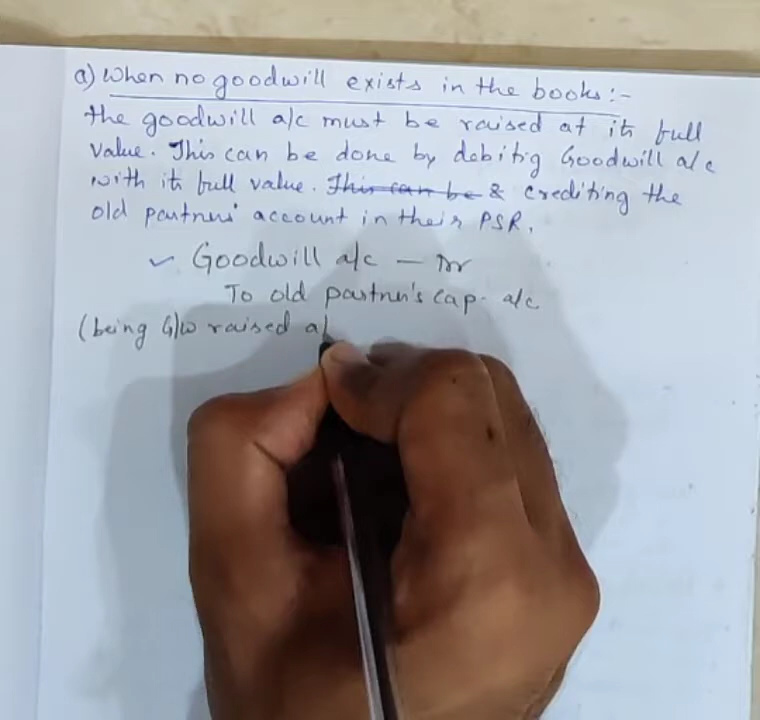 a) When no goodwill exists in the books:-
the goodwill a/c must be raised at its full
value. This can be done by debitig Goodwill a/c
with its full value. This can be & crediting the
old partners' account in their PSR.
✓ Goodwill a/c — Dr
To old partner's cap. a/c
(being G/w raised at